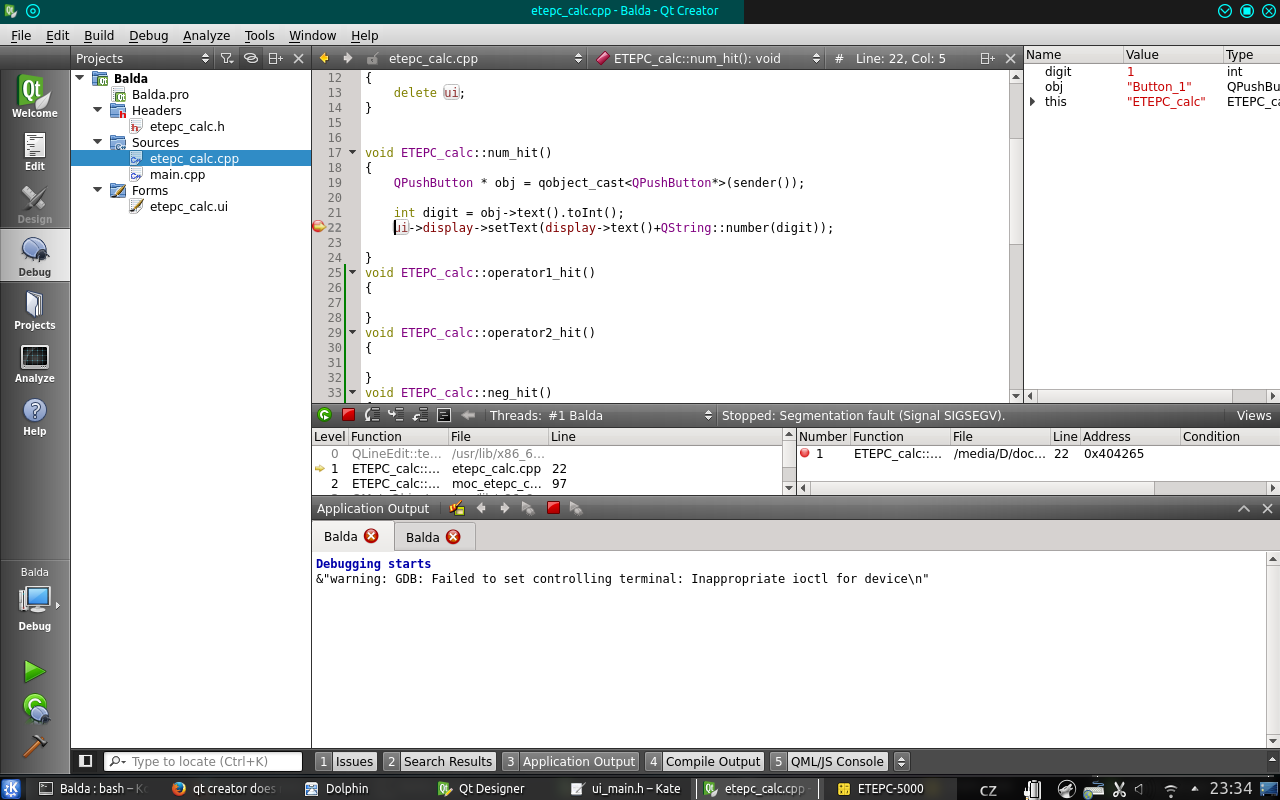 etepc_calc.cpp - Balda - Qt Creator
File Edit Build Debug Analyze Tools Window Help
Projects
etepc_calc.cpp
ETEPC_calc::num_hit(): void
# Line: 22, Col: 5
Name Value Type
digit 1 int
obj "Button_1" QPushBu
this "ETEPC_calc" ETEPC_ca
Welcome
Edit
Design
Debug
Projects
Analyze
Help
Balda
Debug
Balda
Balda.pro
Headers
etepc_calc.h
Sources
etepc_calc.cpp
main.cpp
Forms
etepc_calc.ui
12 {
13 delete ui;
14 }
15
16
17 void ETEPC_calc::num_hit()
18 {
19 QPushButton * obj = qobject_cast<QPushButton*>(sender());
20
21 int digit = obj->text().toInt();
22 ui->display->setText(display->text()+QString::number(digit));
23
24 }
25 void ETEPC_calc::operator1_hit()
26 {
27
28 }
29 void ETEPC_calc::operator2_hit()
30 {
31
32 }
33 void ETEPC_calc::neg_hit()
Threads: #1 Balda
Stopped: Segmentation fault (Signal SIGSEGV).
Views
Level Function File Line
0 QLineEdit::te... /usr/lib/x86_6...
1 ETEPC_calc::... etepc_calc.cpp 22
2 ETEPC_calc::... moc_etepc_c... 97
Number Function File Line Address Condition
1 ETEPC_calc::... /media/D/doc... 22 0x404265
Application Output
Balda
Balda
Debugging starts
&"warning: GDB: Failed to set controlling terminal: Inappropriate ioctl for device\n"
Type to locate (Ctrl+K)
1 Issues 2 Search Results 3 Application Output 4 Compile Output 5 QML/JS Console
Balda : bash – Ko
qt creator does
Dolphin
Qt Designer
ui_main.h – Kate
etepc_calc.cpp -
ETEPC-5000
cz
23:34